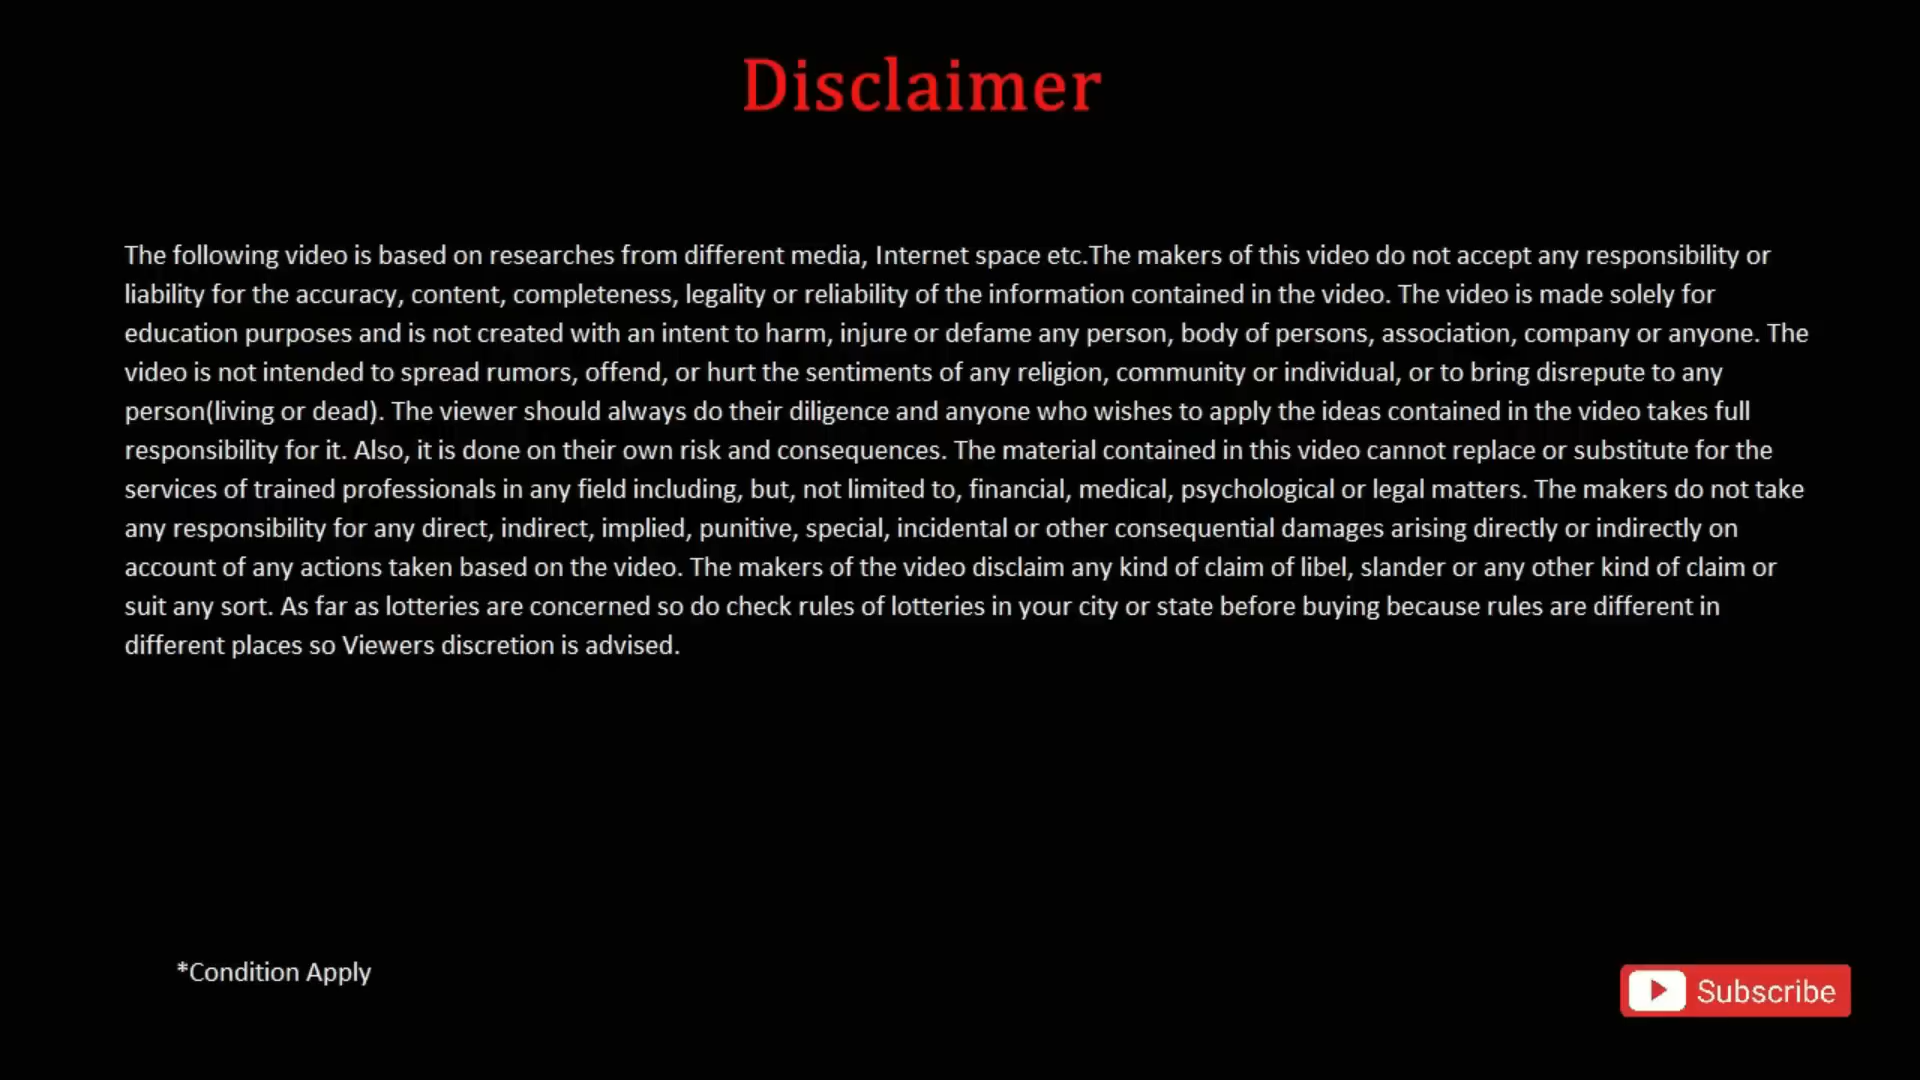 Disclaimer
The following video is based on researches from different media, Internet space etc.The makers of this video do not accept any responsibility or
liability for the accuracy, content, completeness, legality or reliability of the information contained in the video. The video is made solely for
education purposes and is not created with an intent to harm, injure or defame any person, body of persons, association, company or anyone. The
video is not intended to spread rumors, offend, or hurt the sentiments of any religion, community or individual, or to bring disrepute to any
person(living or dead). The viewer should always do their diligence and anyone who wishes to apply the ideas contained in the video takes full
responsibility for it. Also, it is done on their own risk and consequences. The material contained in this video cannot replace or substitute for the
services of trained professionals in any field including, but, not limited to, financial, medical, psychological or legal matters. The makers do not take
any responsibility for any direct, indirect, implied, punitive, special, incidental or other consequential damages arising directly or indirectly on
account of any actions taken based on the video. The makers of the video disclaim any kind of claim of libel, slander or any other kind of claim or
suit any sort. As far as lotteries are concerned so do check rules of lotteries in your city or state before buying because rules are different in
different places so Viewers discretion is advised.
*Condition Apply
Subscribe